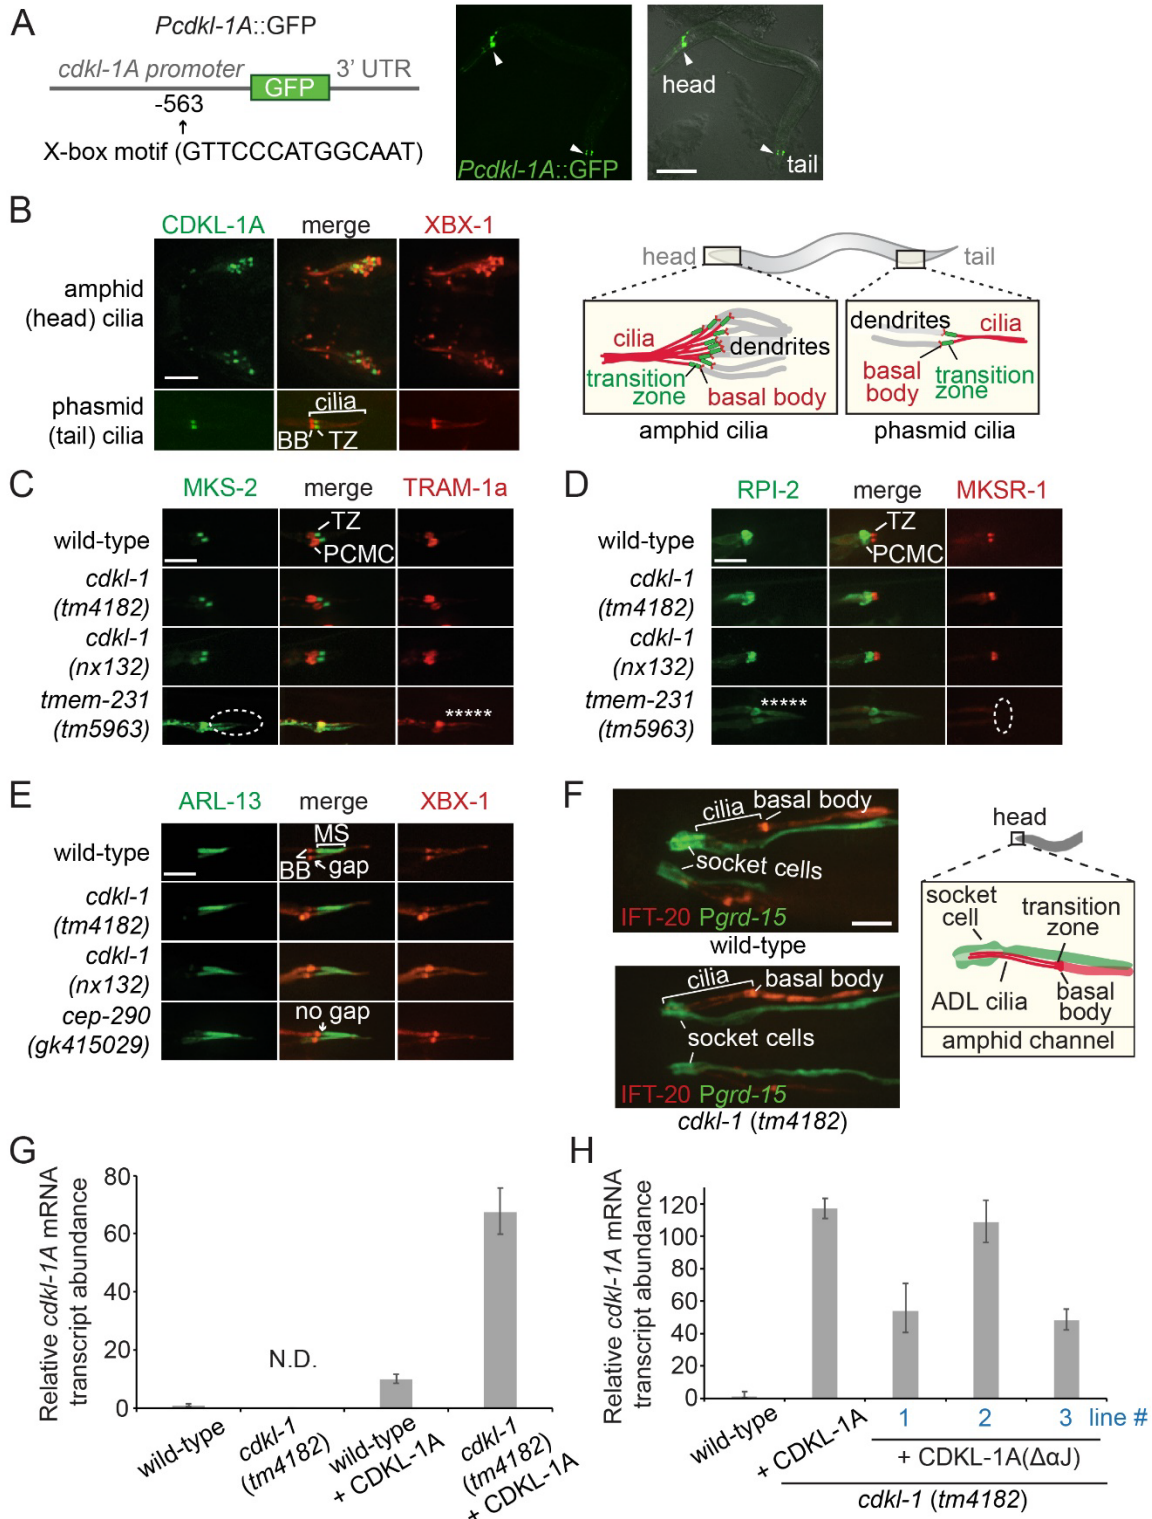 A
Pcdkl-1A::GFP
cdkl-1A promoter
GFP
3’ UTR
-563
X-box motif (GTTCCCATGGCAAT)
Pcdkl-1A::GFP
head
tail
B
CDKL-1A
merge
XBX-1
amphid
(head) cilia
phasmid
(tail) cilia
cilia
BB
TZ
head
tail
cilia
dendrites
transition
zone
basal body
amphid cilia
dendrites
cilia
basal
body
transition
zone
phasmid cilia
C
MKS-2
merge
TRAM-1a
wild-type
TZ
PCMC
cdkl-1
(tm4182)
cdkl-1
(nx132)
tmem-231
(tm5963)
*****
D
RPI-2
merge
MKSR-1
wild-type
TZ
PCMC
cdkl-1
(tm4182)
cdkl-1
(nx132)
tmem-231
(tm5963)
*****
E
ARL-13
merge
XBX-1
wild-type
MS
BB
gap
cdkl-1
(tm4182)
cdkl-1
(nx132)
cep-290
(gk415029)
no gap
F
cilia
basal body
socket cells
IFT-20 Pgrd-15
wild-type
cilia
basal body
socket cells
IFT-20 Pgrd-15
cdkl-1 (tm4182)
head
socket
cell
transition
zone
ADL cilia
basal
body
amphid channel
G
Relative cdkl-1A mRNA
transcript abundance
80
60
40
20
0
N.D.
wild-type
cdkl-1
(tm4182)
wild-type
+ CDKL-1A
cdkl-1
(tm4182)
+ CDKL-1A
H
Relative cdkl-1A mRNA
transcript abundance
120
100
80
60
40
20
0
wild-type
+ CDKL-1A
1 2 3 line #
+ CDKL-1A(ΔαJ)
cdkl-1 (tm4182)